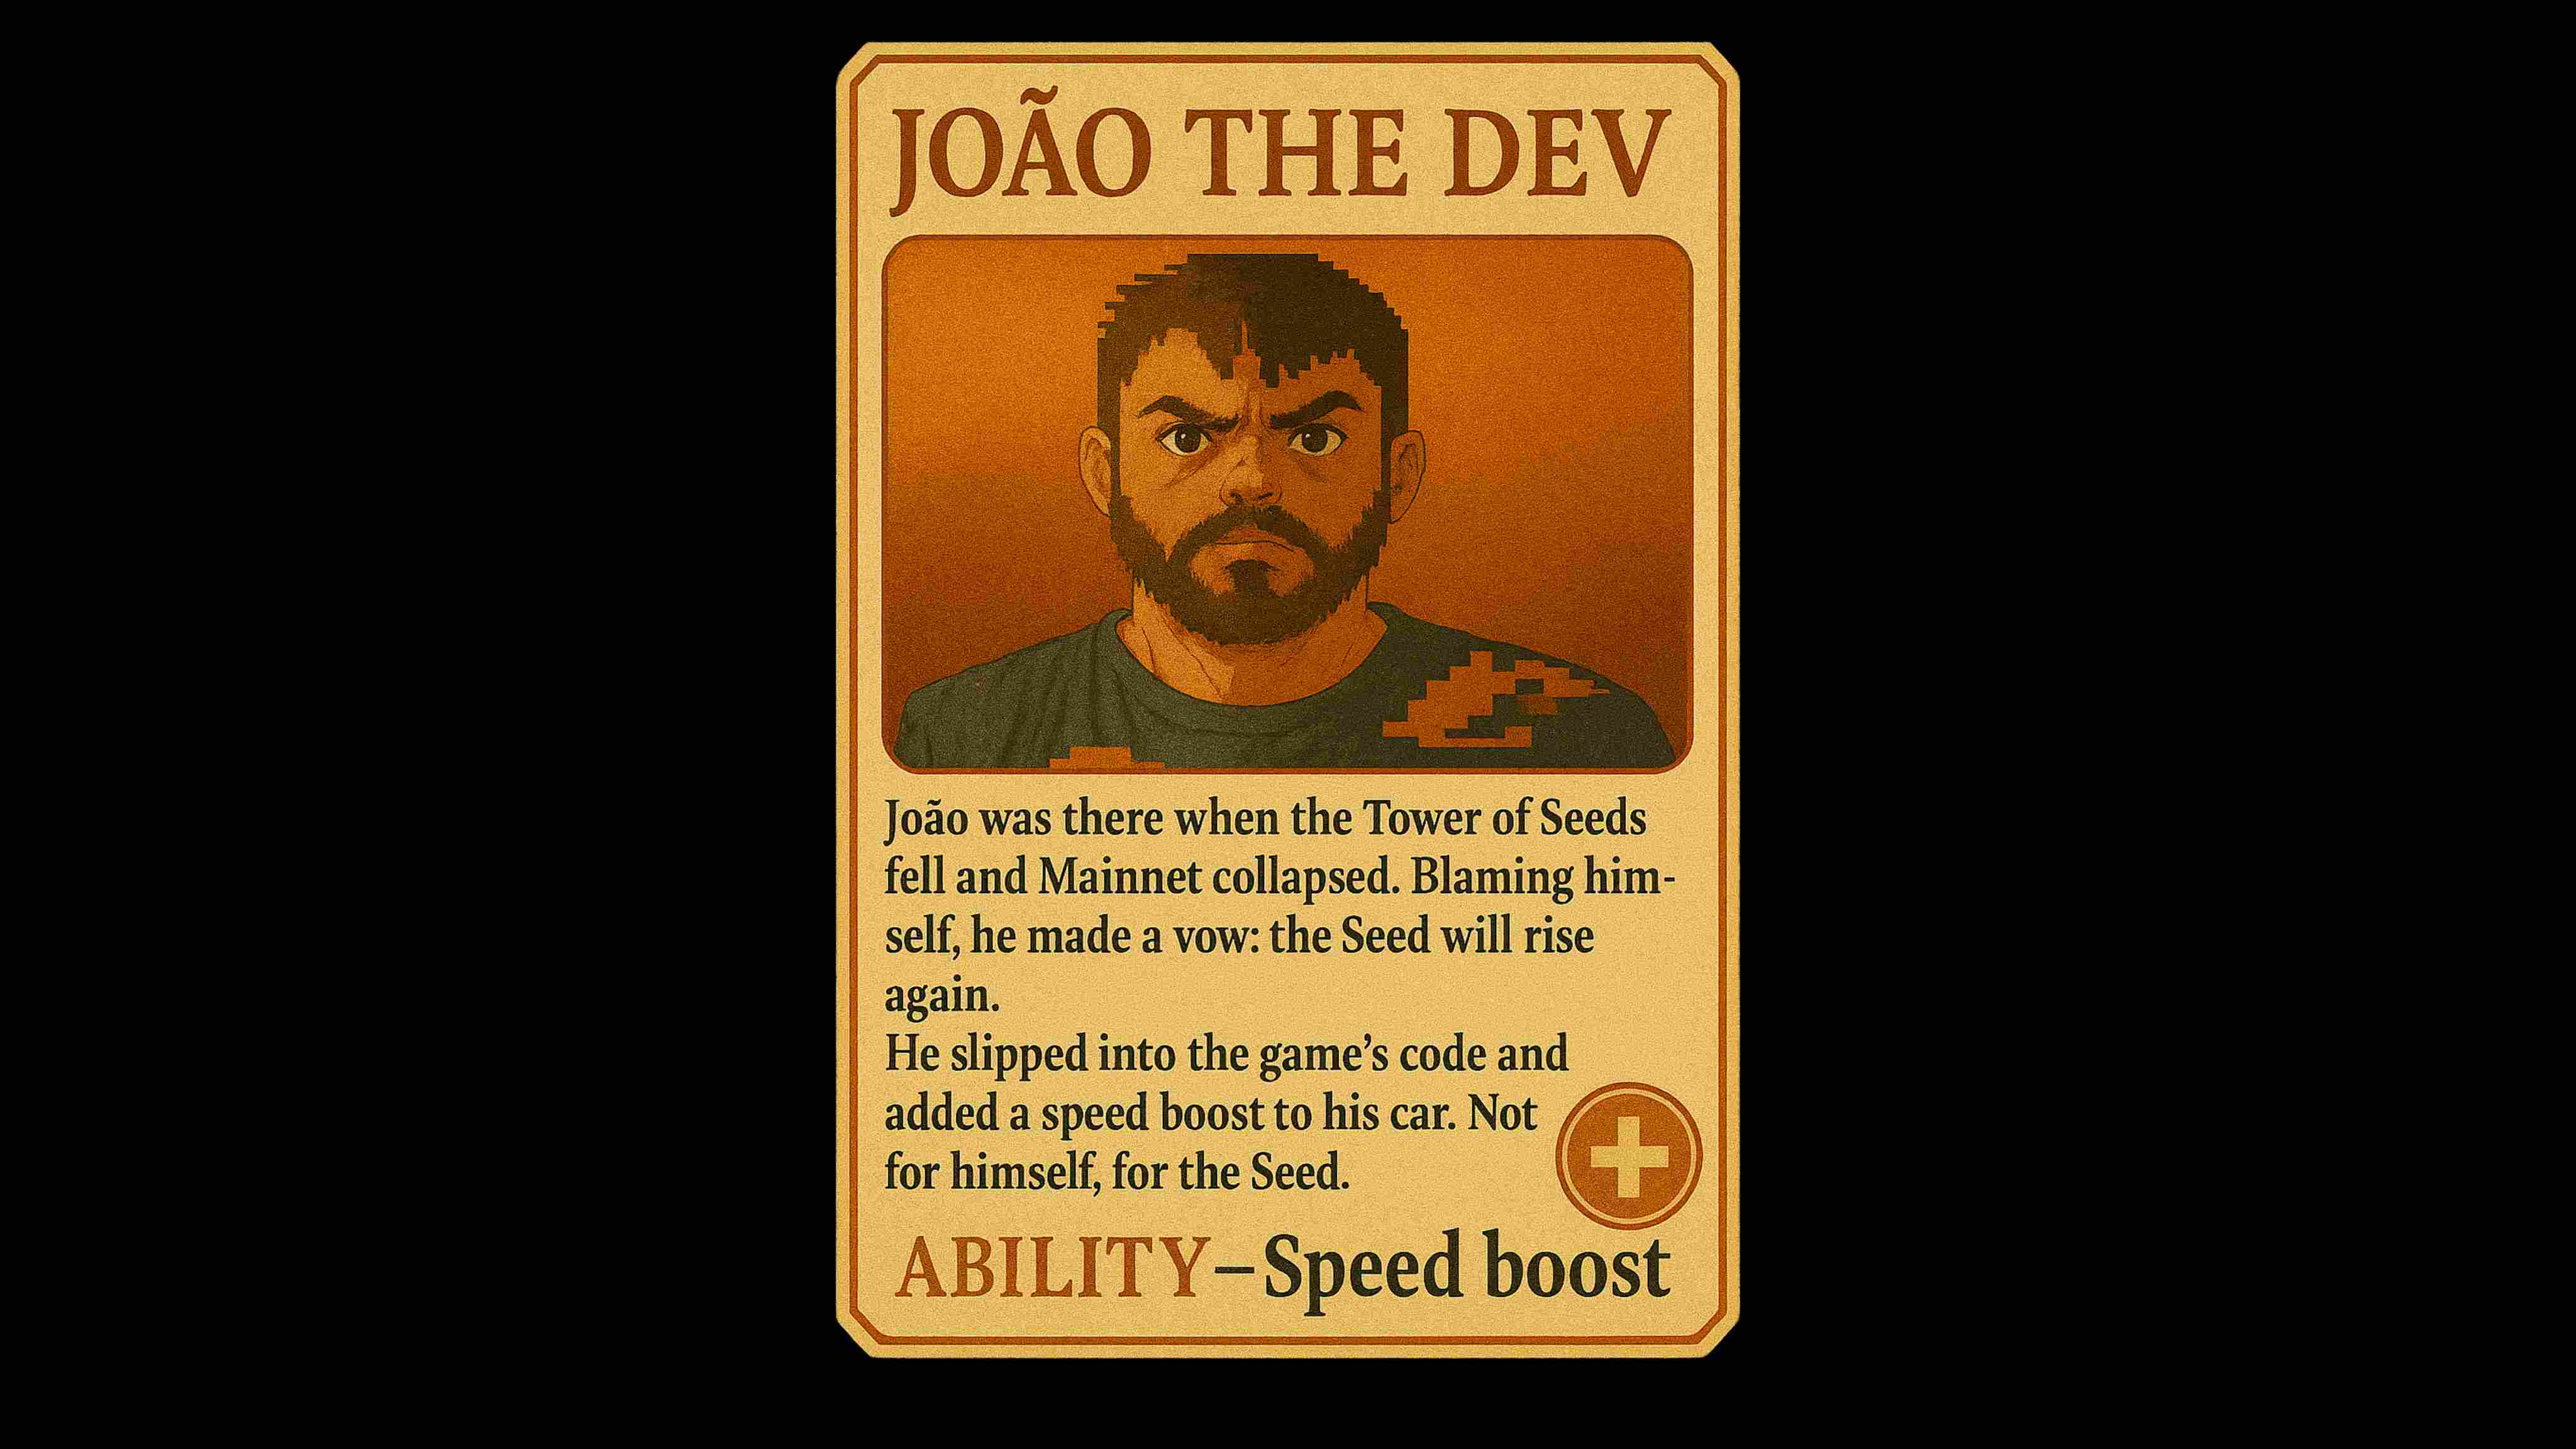 JOÃO THE DEV
João was there when the Tower of Seeds
fell and Mainnet collapsed. Blaming him-
self, he made a vow: the Seed will rise
again.
He slipped into the game’s code and
added a speed boost to his car. Not
for himself, for the Seed.
ABILITY–Speed boost